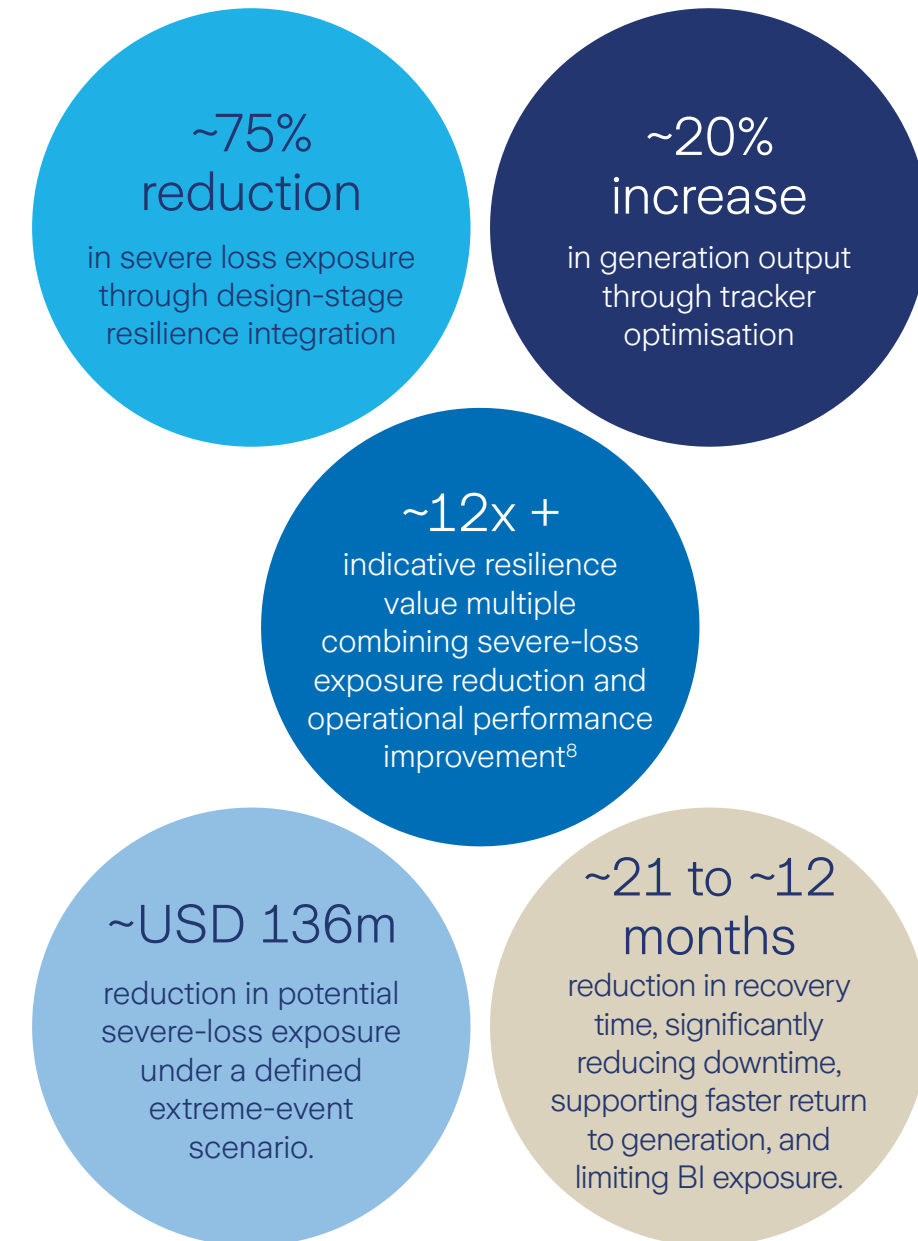 ~75%
reduction
in severe loss exposure
through design-stage
resilience integration
~20%
increase
in generation output
through tracker
optimisation
~12x +
indicative resilience
value multiple
combining severe-loss
exposure reduction and
operational performance
improvement⁸
~USD 136m
reduction in potential
severe-loss exposure
under a defined
extreme-event
scenario.
~21 to ~12
months
reduction in recovery
time, significantly
reducing downtime,
supporting faster return
to generation, and
limiting BI exposure.